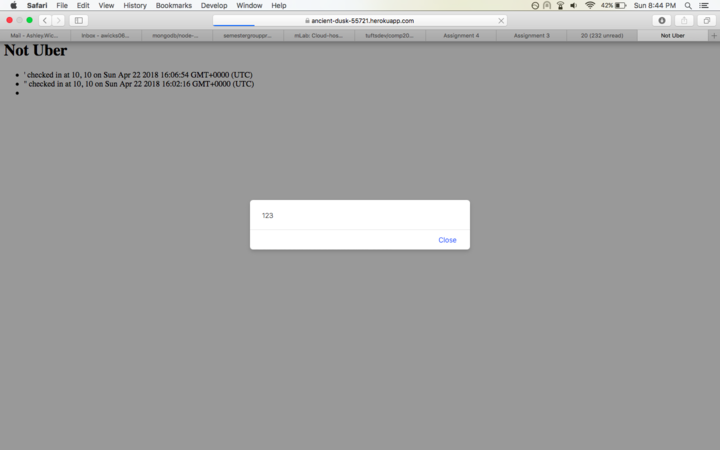 Safari File Edit View History Bookmarks Develop Window Help 42% Sun 8:44 PM
ancient-dusk-55721.herokuapp.com
Mail - Ashley.Wic... Inbox - awicks08... mongodb/node-... semestergrouppr... mLab: Cloud-hos... tuftsdev/comp20... Assignment 4 Assignment 3 20 (232 unread) Not Uber
Not Uber
' checked in at 10, 10 on Sun Apr 22 2018 16:06:54 GMT+0000 (UTC)
" checked in at 10, 10 on Sun Apr 22 2018 16:02:16 GMT+0000 (UTC)
123
Close